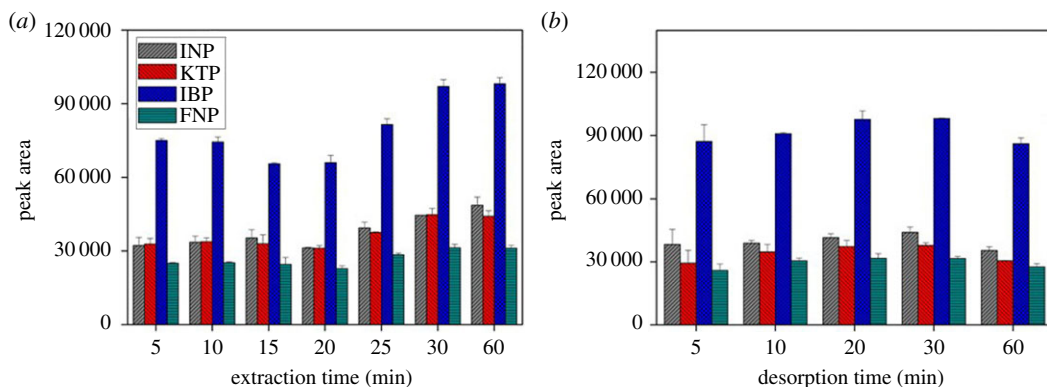 (a)
120 000
90 000
60 000
30 000
0
peak area
INP
KTP
IBP
FNP
5 10 15 20 25 30 60
extraction time (min)
(b)
120 000
90 000
60 000
30 000
0
peak area
5 10 20 30 60
desorption time (min)